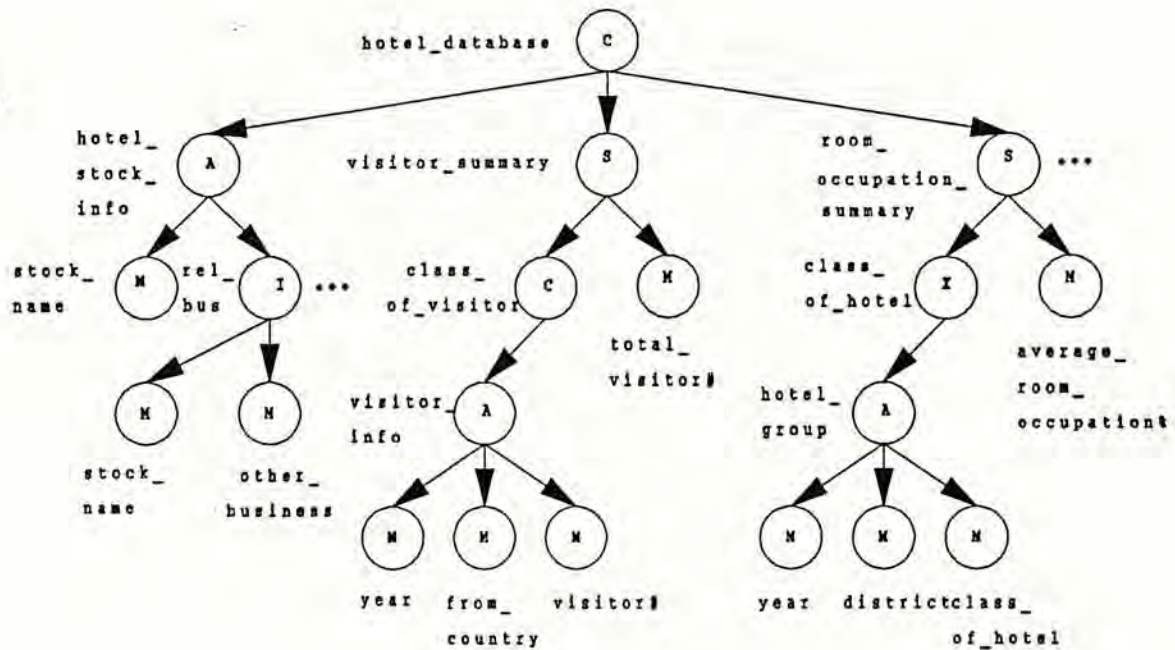 hotel_database
C
hotel_
stock_
info
A
visitor_summary
S
room_
occupation_
summary
S
•••
stock_
name
M
rel_
bus
I
•••
class_
of_visitor
C
M
total_
visitor#
class_
of_hotel
X
M
average_
room_
occupation%
M
stock_
name
M
other_
business
visitor_
info
A
hotel_
group
A
M
M
M
year
from_
country
visitor#
M
M
M
year
district
class_
of_hotel